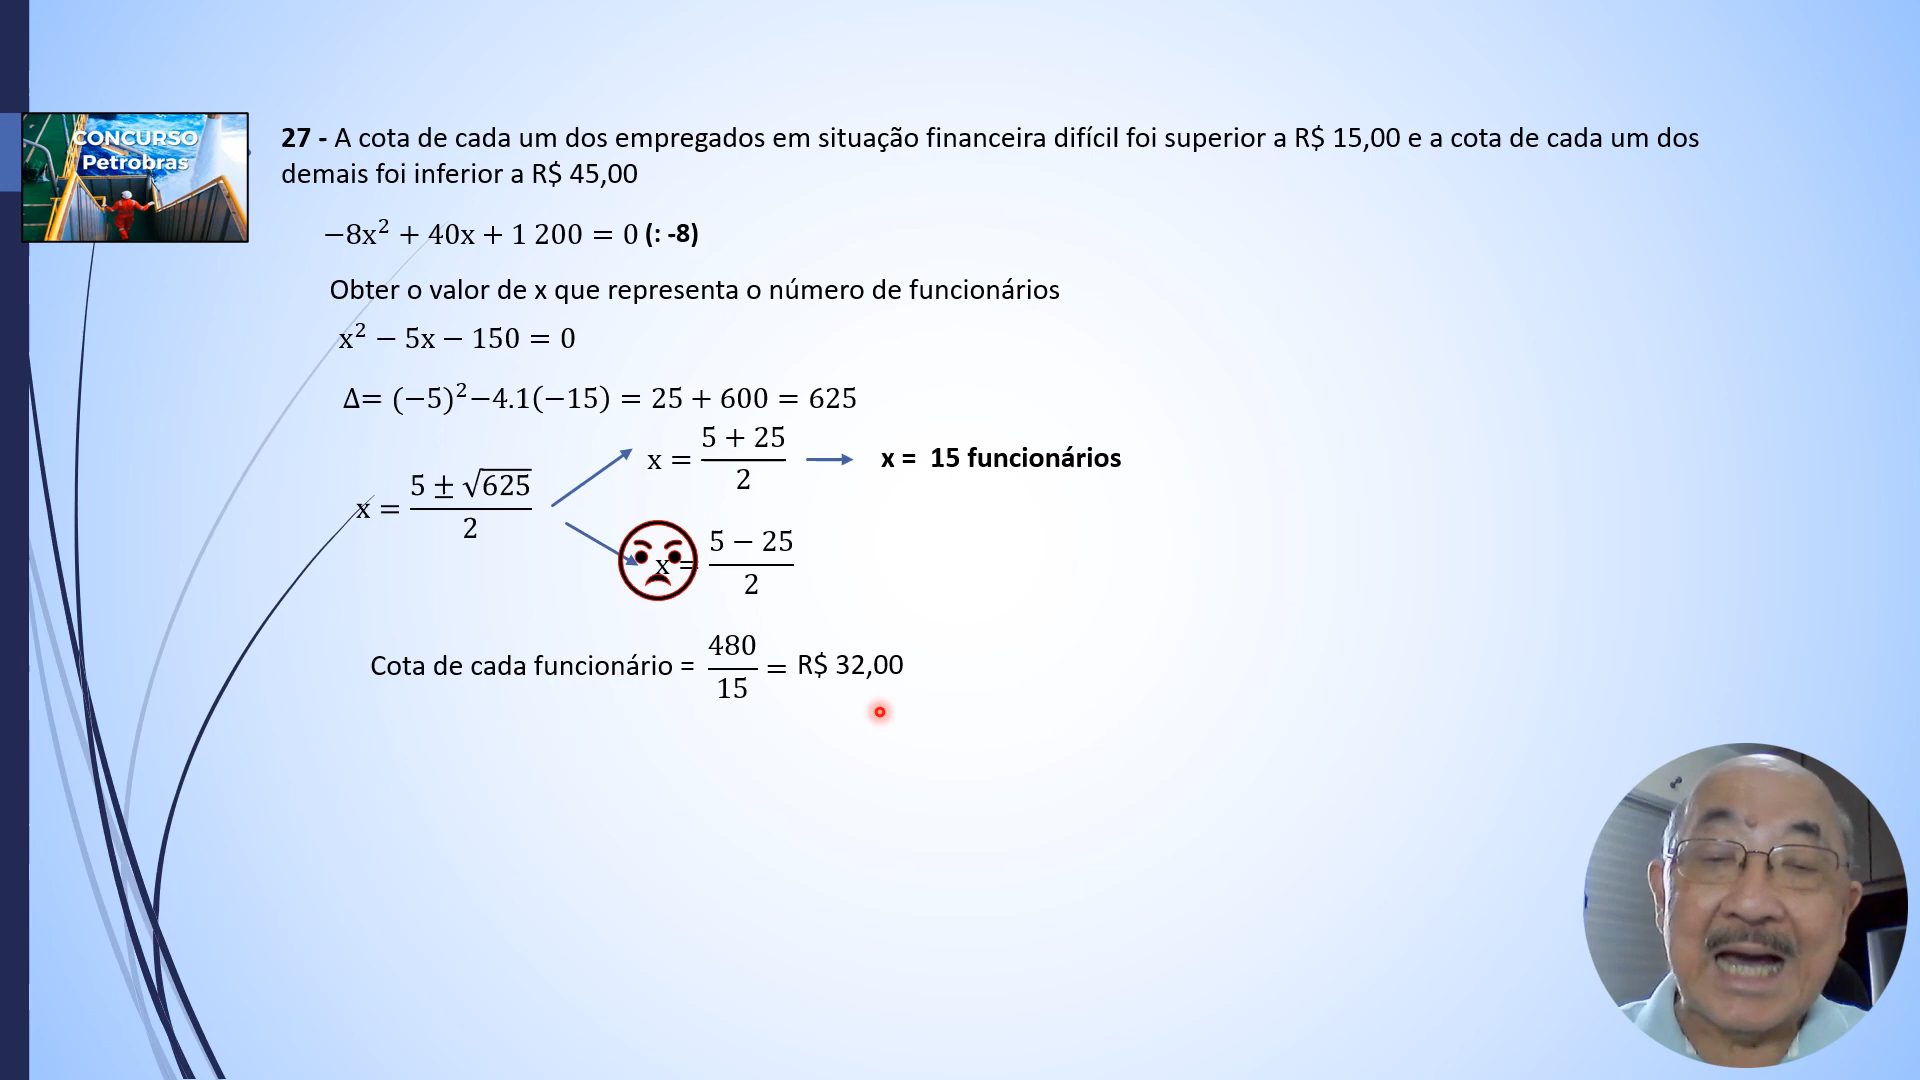 CONCURSO
Petrobras
27 - A cota de cada um dos empregados em situação financeira difícil foi superior a R$ 15,00 e a cota de cada um dos
demais foi inferior a R$ 45,00
−8x² + 40x + 1 200 = 0 (: -8)
Obter o valor de x que representa o número de funcionários
x² − 5x − 150 = 0
Δ= (−5)²−4.1(−15) = 25 + 600 = 625
x = (5 ± √625)/2
x = (5 + 25)/2
x = 15 funcionários
x = (5 − 25)/2
Cota de cada funcionário = 480/15 = R$ 32,00